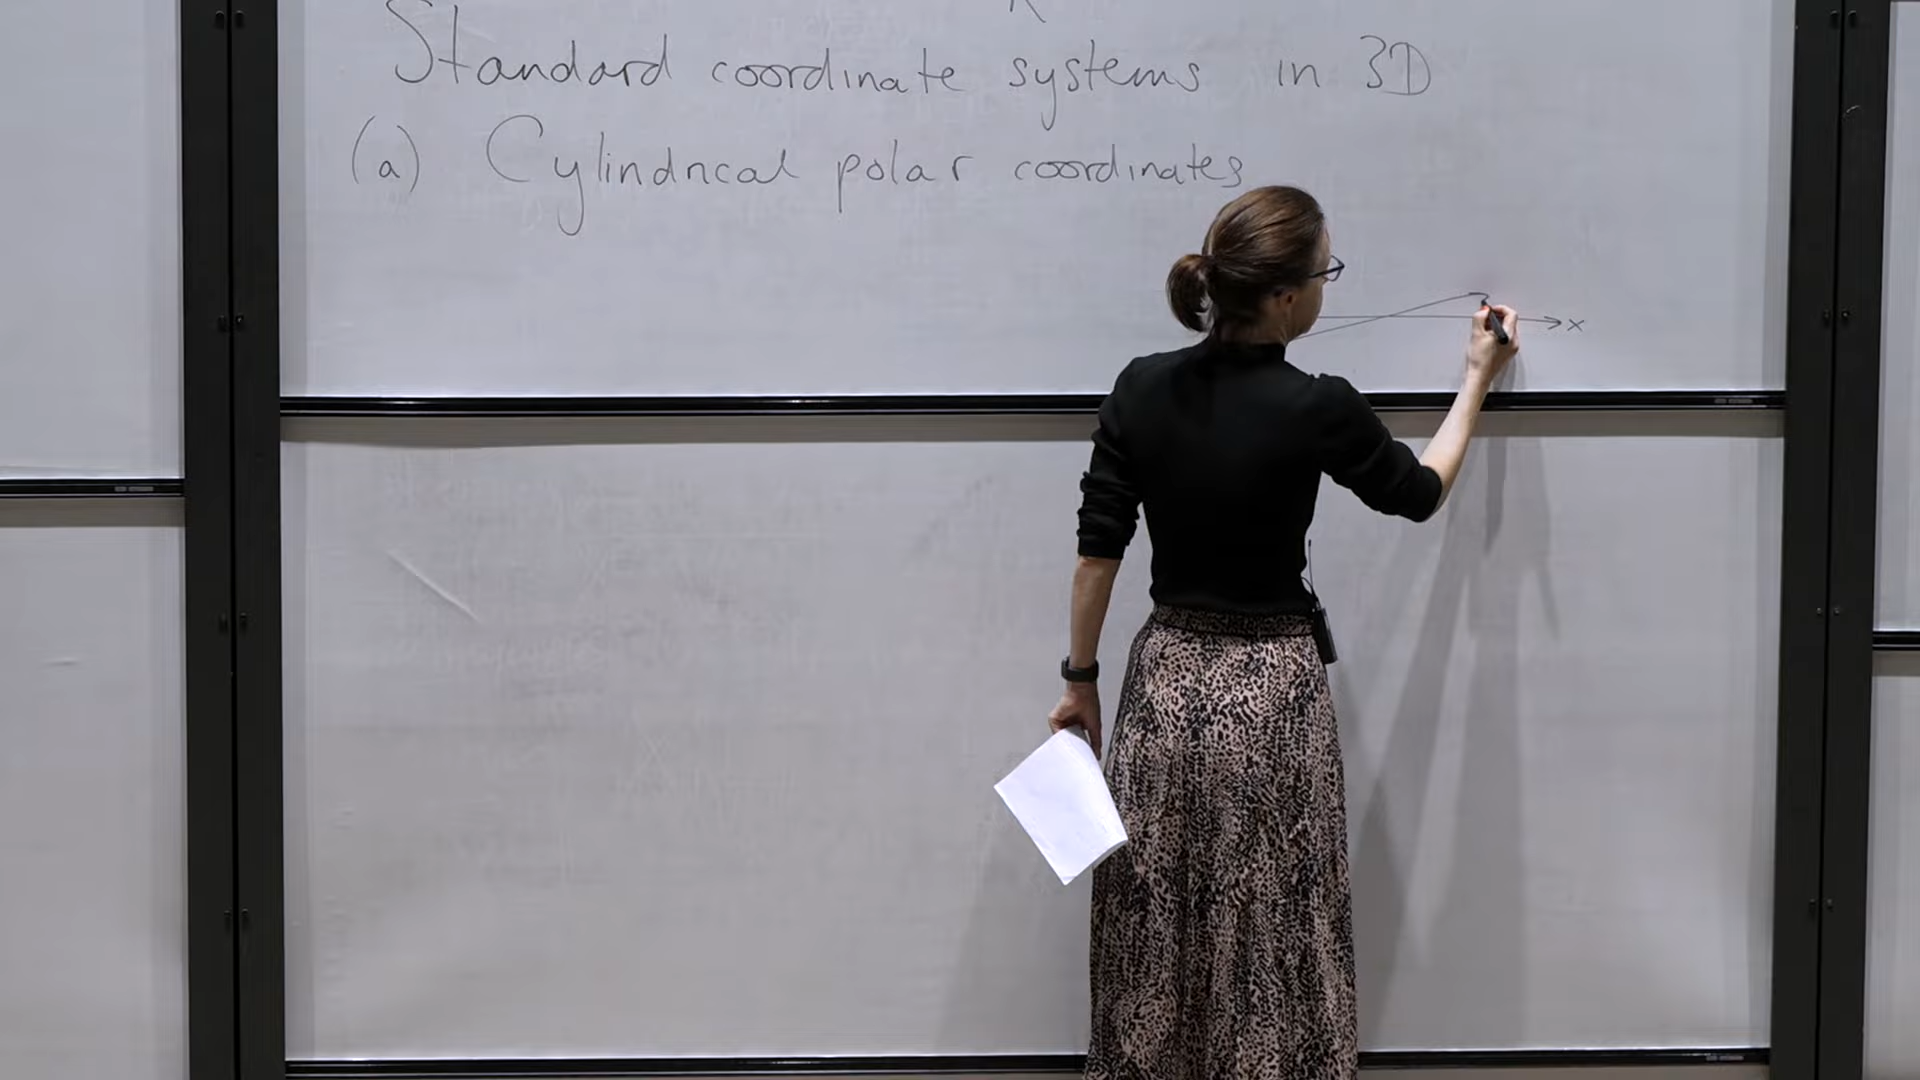 Standard coordinate systems in 3D
(a) Cylindrical polar coordinates
x